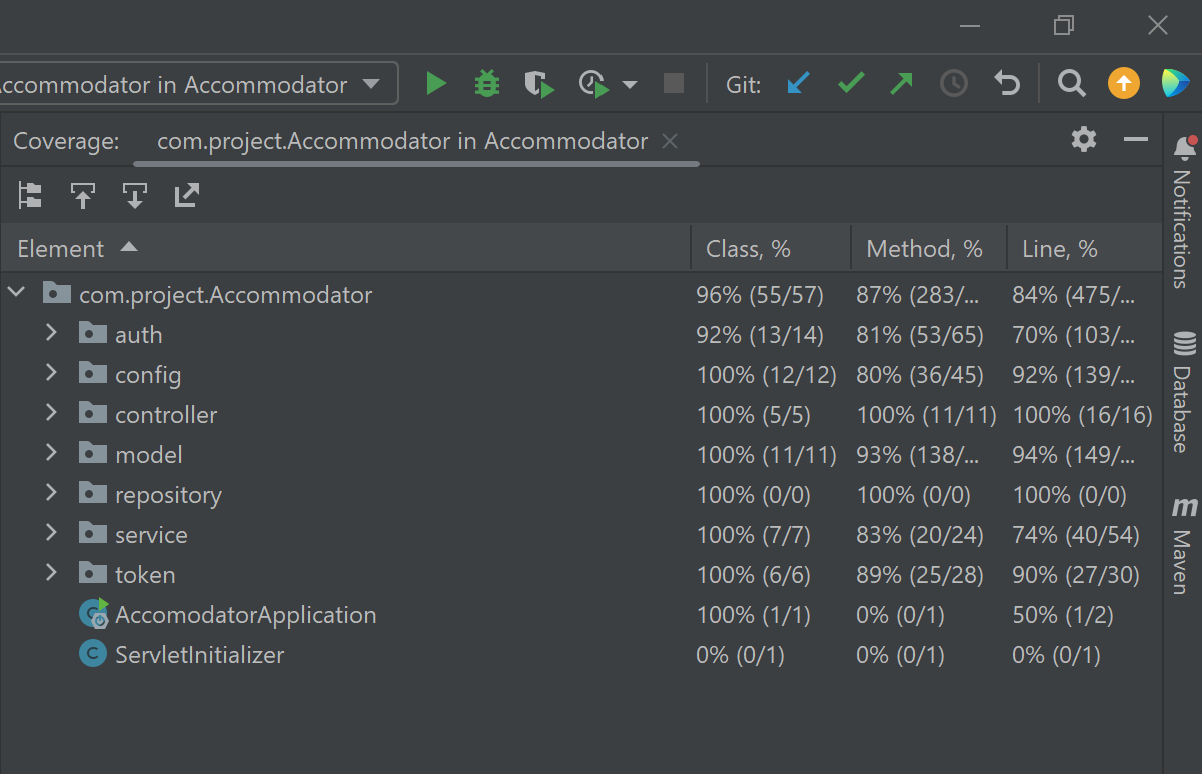 ccommodator in Accommodator
Git:
Coverage: com.project.Accommodator in Accommodator
Element Class, % Method, % Line, %
com.project.Accommodator 96% (55/57) 87% (283/... 84% (475/...
auth 92% (13/14) 81% (53/65) 70% (103/...
config 100% (12/12) 80% (36/45) 92% (139/...
controller 100% (5/5) 100% (11/11) 100% (16/16)
model 100% (11/11) 93% (138/... 94% (149/...
repository 100% (0/0) 100% (0/0) 100% (0/0)
service 100% (7/7) 83% (20/24) 74% (40/54)
token 100% (6/6) 89% (25/28) 90% (27/30)
AccomodatorApplication 100% (1/1) 0% (0/1) 50% (1/2)
ServletInitializer 0% (0/1) 0% (0/1) 0% (0/1)
Notifications
Database
m Maven